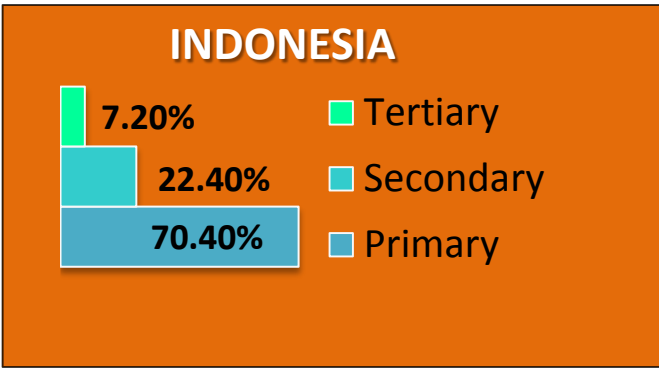 INDONESIA
7.20%
Tertiary
22.40%
Secondary
70.40%
Primary